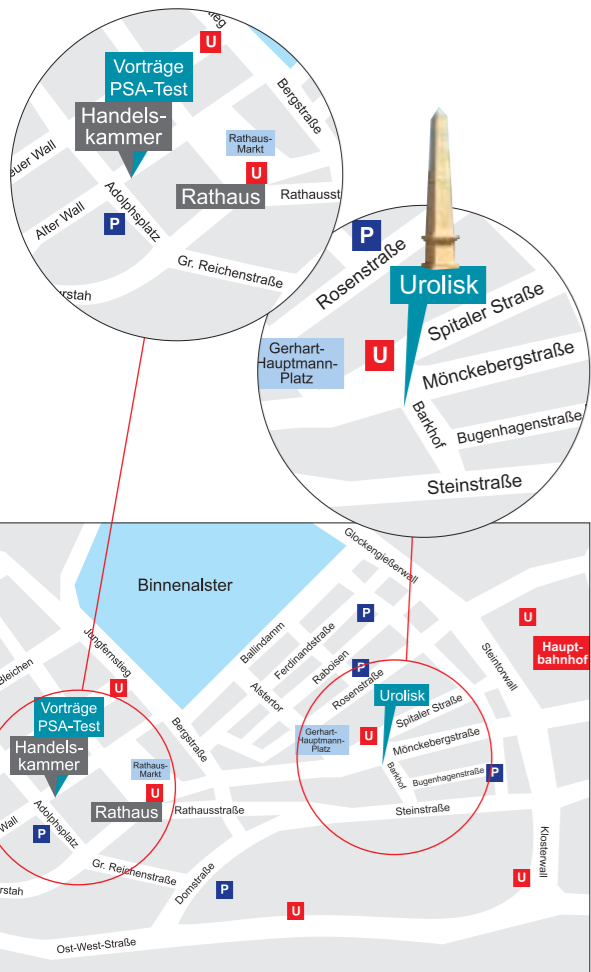 stieg
U
Vorträge
PSA-Test
Bergstraße
Handels-
kammer
Rathaus-
Markt
euer Wall
U
Rathaus
Rathausst
Adolphsplatz
Alter Wall
P
Gr. Reichenstraße
rstah
P
Rosenstraße
Urolisk
Spitaler Straße
Gerhart-
Hauptmann-
Platz
U
Mönckebergstraße
Barkhof
Bugenhagenstraße
Steinstraße
Binnenalster
Glockengießerwall
P
U
Jungfernstieg
Ballindamm
Ferdinandstraße
Steintorwall
Haupt-
bahnhof
Bleichen
Raboisen
P
U
Alstertor
Rosenstraße
Urolisk
Vorträge
PSA-Test
Bergstraße
Spitaler Straße
Gerhart-
Hauptmann-
Platz
U
Handels-
kammer
Mönckebergstraße
Rathaus-
Markt
Barkhof
Bugenhagenstraße
P
U
Rathaus
Rathausstraße
Steinstraße
Adolphsplatz
Wall
P
Klosterwall
Gr. Reichenstraße
Domstraße
P
U
rstah
U
Ost-West-Straße